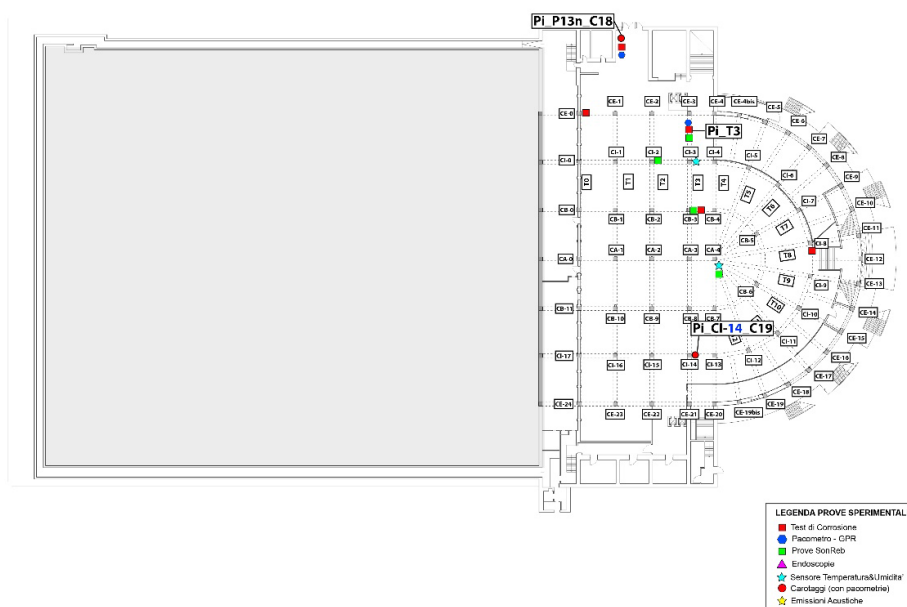 Pi_P13n_C18
CE-1
CE-2
CE-3
CE-4
CE-4bis
CE-5
CE-0
CE-6
Pi_T3
CE-7
CI-1
CI-2
CI-3
CI-4
CI-5
CE-8
CI-0
CI-6
CE-9
T0
T1
T2
T3
T4
T5
T6
CI-7
CE-10
CB-0
CB-1
CB-2
CB-3
CB-4
T7
CE-11
CB-5
CI-8
CA-1
CA-2
CA-3
CA-4
T8
CA-0
CE-12
T9
CI-9
CE-13
CB-6
T10
CB-11
CB-10
CB-9
CB-8
CB-7
CI-10
CE-14
Pi_CI-14_C19
CE-15
CI-11
CI-17
CI-16
CI-15
CI-14
CI-13
CI-12
CE-16
CE-17
CE-18
CE-24
CE-23
CE-22
CE-21
CE-20
CE-19bis
CE-19
LEGENDA PROVE SPERIMENTAL
Test di Corrosione
Pacometro - GPR
Prove SonReb
Endoscopie
Sensore Temperatura&Umidita'
Carotaggi (con pacometrie)
Emissioni Acustiche